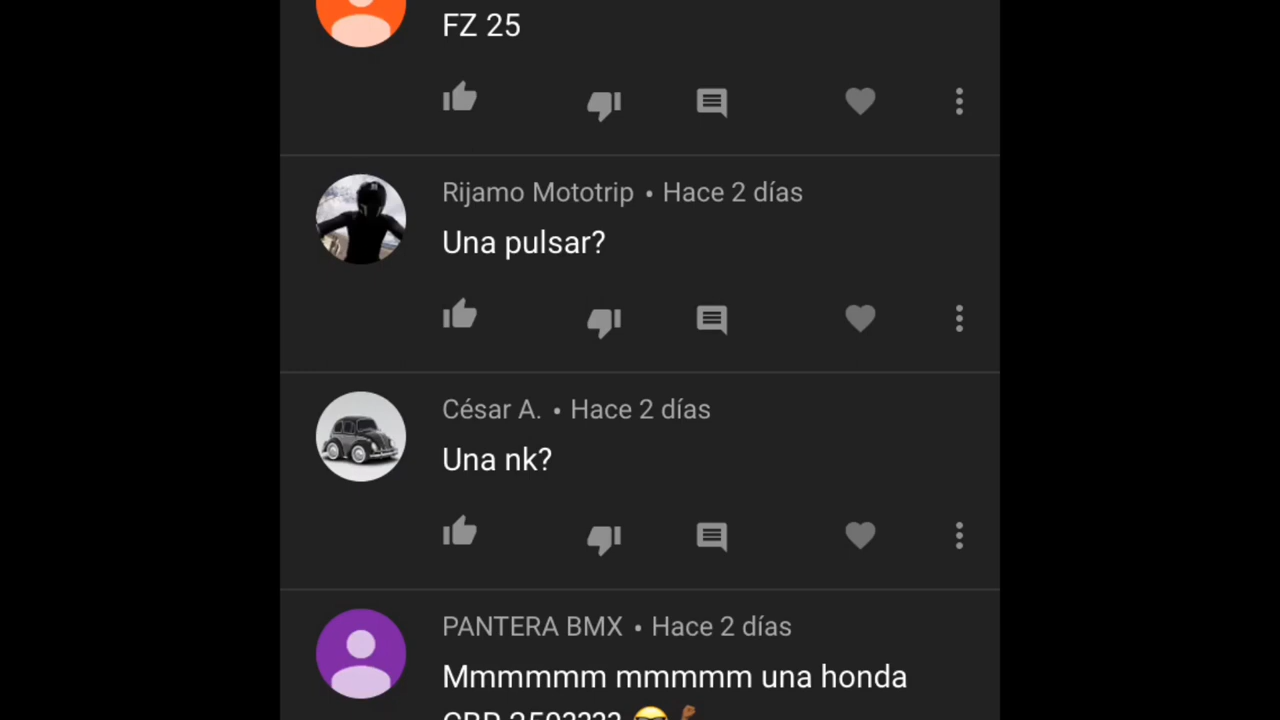 FZ 25
Rijamo Mototrip • Hace 2 días
Una pulsar?
César A. • Hace 2 días
Una nk?
PANTERA BMX • Hace 2 días
Mmmmmm mmmmm una honda